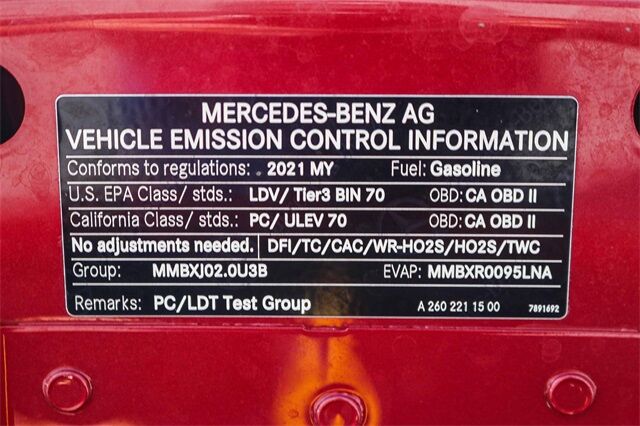 MERCEDES-BENZ AG
VEHICLE EMISSION CONTROL INFORMATION
Conforms to regulations: 2021 MY Fuel: Gasoline
U.S. EPA Class/ stds.: LDV/ Tier3 BIN 70 OBD: CA OBD II
California Class/ stds.: PC/ ULEV 70 OBD: CA OBD II
No adjustments needed. DFI/TC/CAC/WR-HO2S/HO2S/TWC
Group: MMBXJ02.0U3B EVAP: MMBXR0095LNA
Remarks: PC/LDT Test Group A 260 221 15 00 7891692